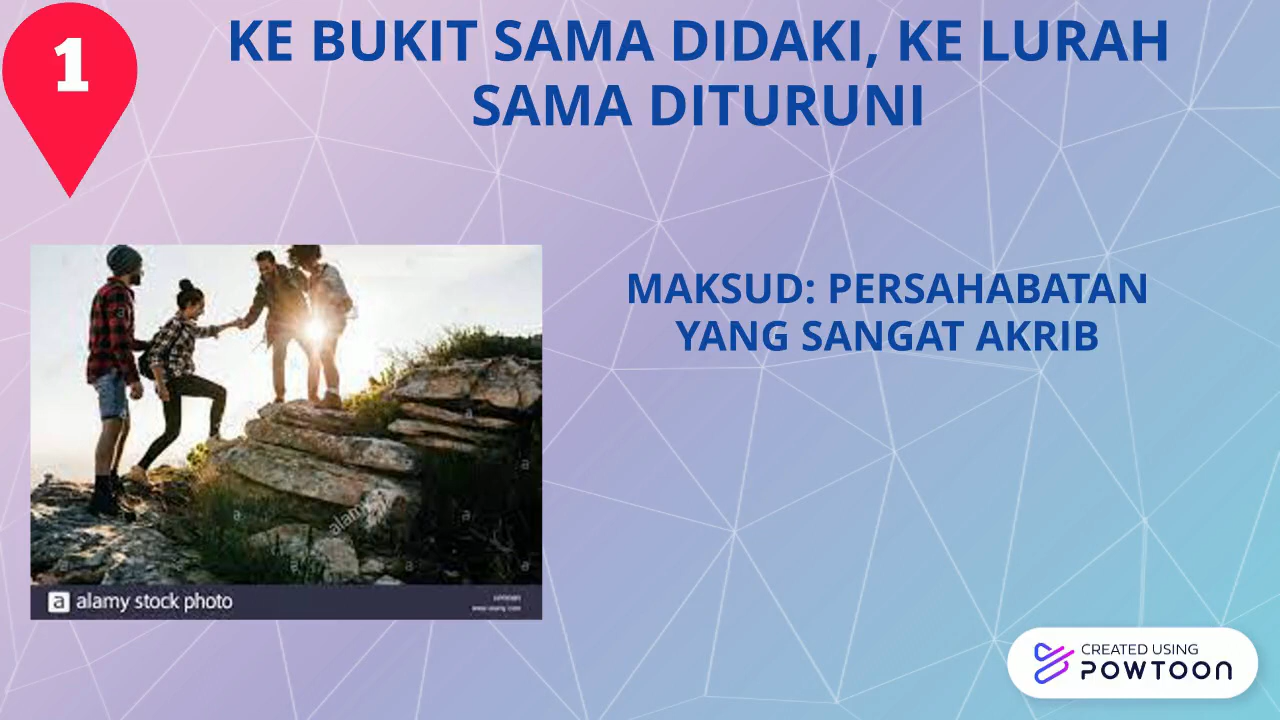 1
KE BUKIT SAMA DIDAKI, KE LURAH
SAMA DITURUNI
MAKSUD: PERSAHABATAN
YANG SANGAT AKRIB
a alamy stock photo
CREATED USING
POWTOON